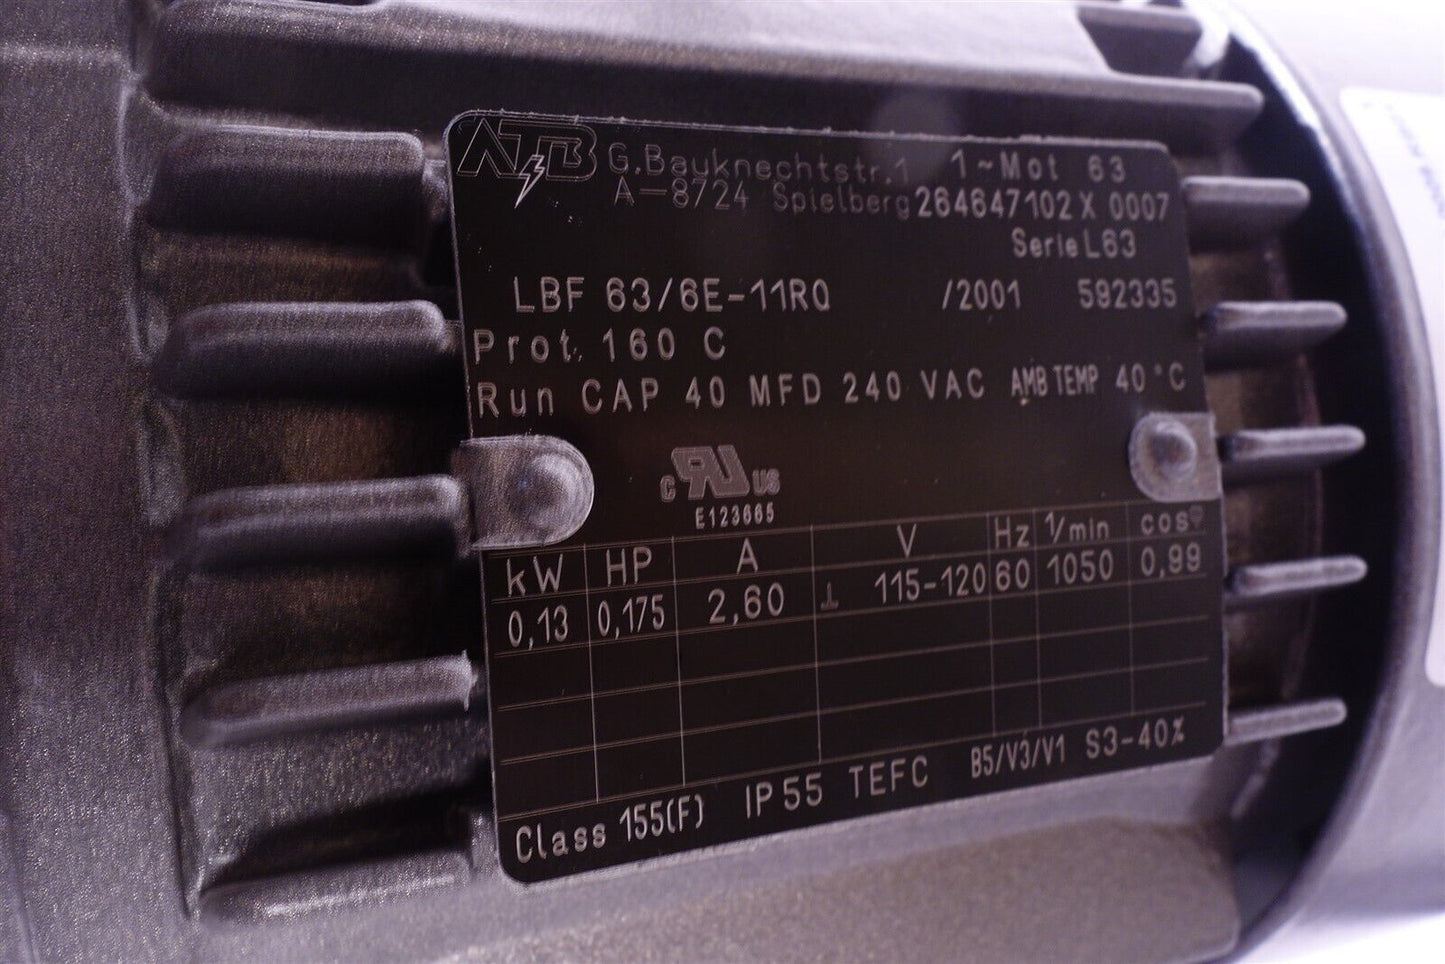 ATB G.Bauknechtstr.1 1~Mot 63
A-8724 Spielberg 264647102X 0007
Serie L63
LBF 63/6E-11RQ /2001 592335
Prot. 160 C
Run CAP 40 MFD 240 VAC AMB TEMP 40 °C
c RU US
E123665
kW HP A V Hz 1/min cosφ
0,13 0,175 2,60 ⊥ 115-120 60 1050 0,99
Class 155(F) IP 55 TEFC B5/V3/V1 S3-40%